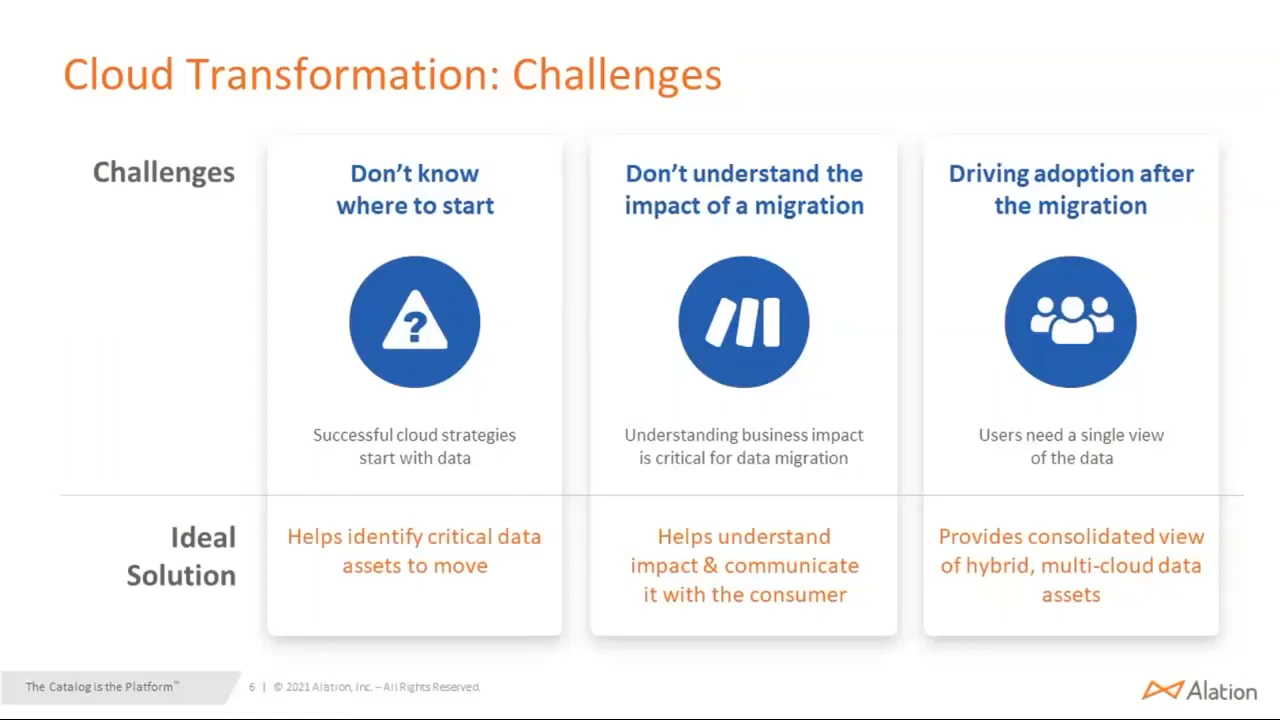 Cloud Transformation: Challenges
Challenges
Don’t know
where to start
Successful cloud strategies
start with data
Don’t understand the
impact of a migration
Understanding business impact
is critical for data migration
Driving adoption after
the migration
Users need a single view
of the data
Ideal
Solution
Helps identify critical data
assets to move
Helps understand
impact & communicate
it with the consumer
Provides consolidated view
of hybrid, multi-cloud data
assets
The Catalog is the Platform™
6 | © 2021 Alation, Inc. – All Rights Reserved.
Alation